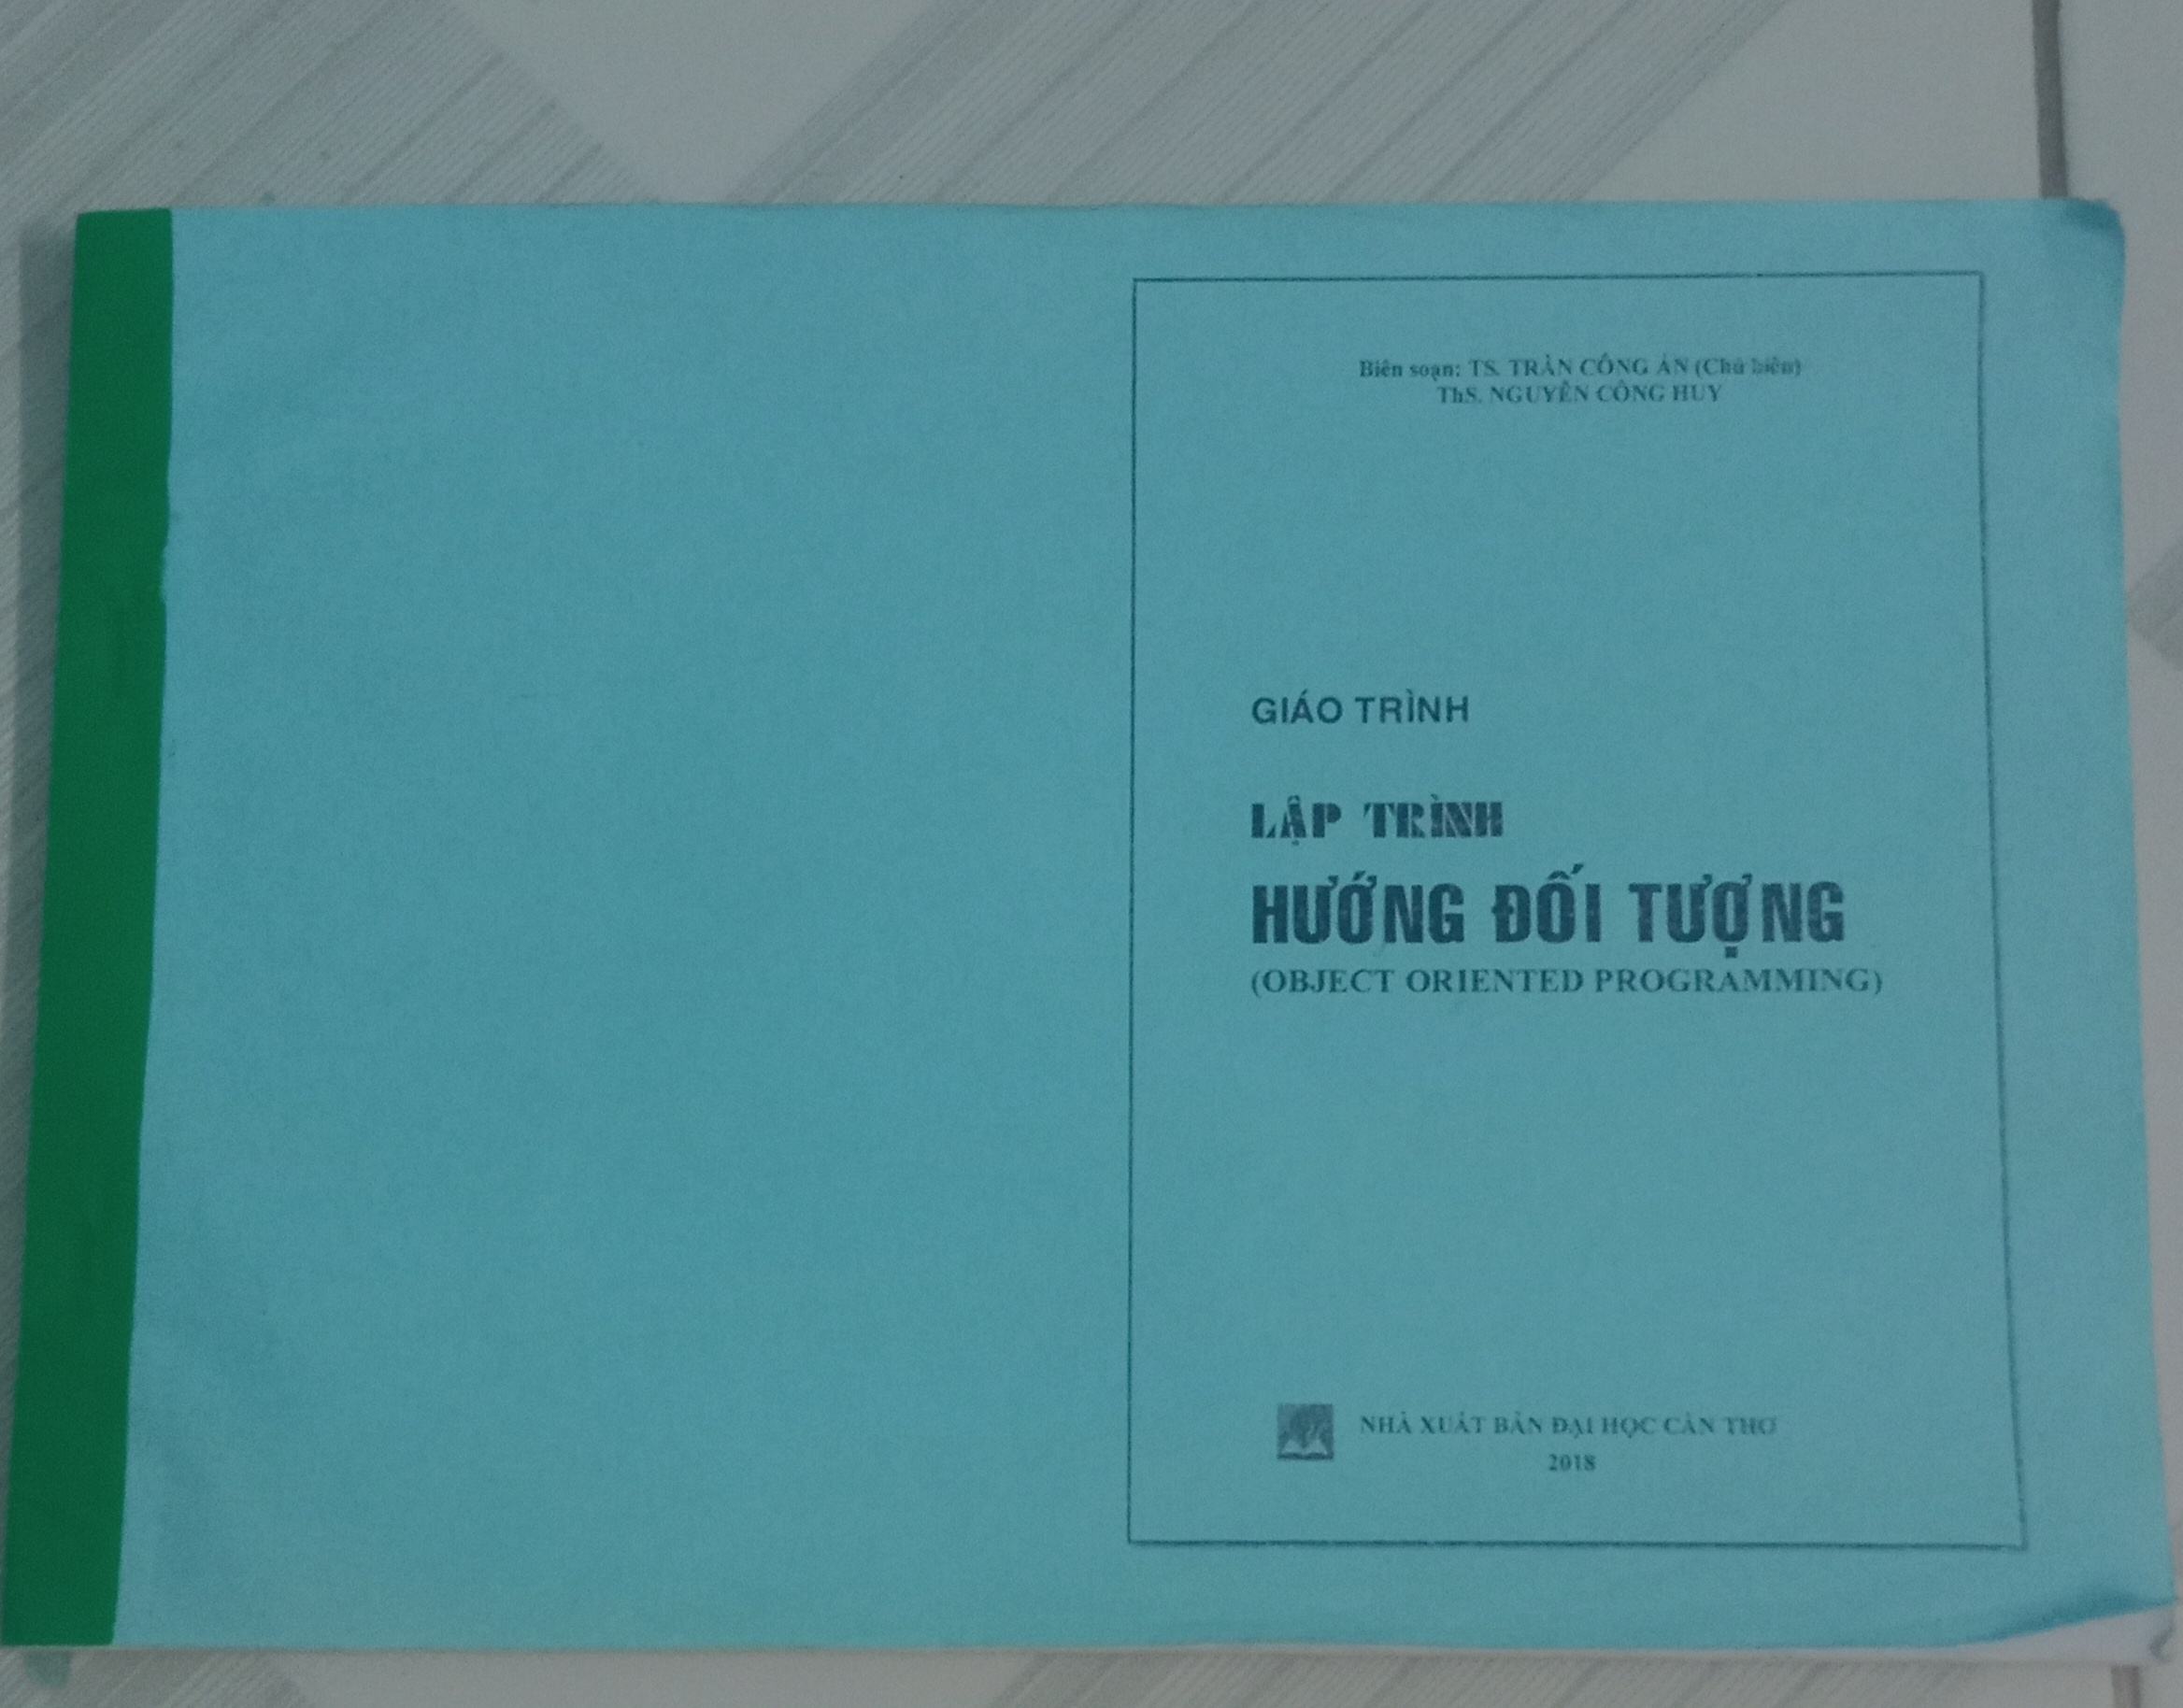 Biên soạn: TS. TRẦN CÔNG ÁN (Chủ biên)
ThS. NGUYỄN CÔNG HUY
GIÁO TRÌNH
LẬP TRÌNH
HƯỚNG ĐỐI TƯỢNG
(OBJECT ORIENTED PROGRAMMING)
NHÀ XUẤT BẢN ĐẠI HỌC CẦN THƠ
2018